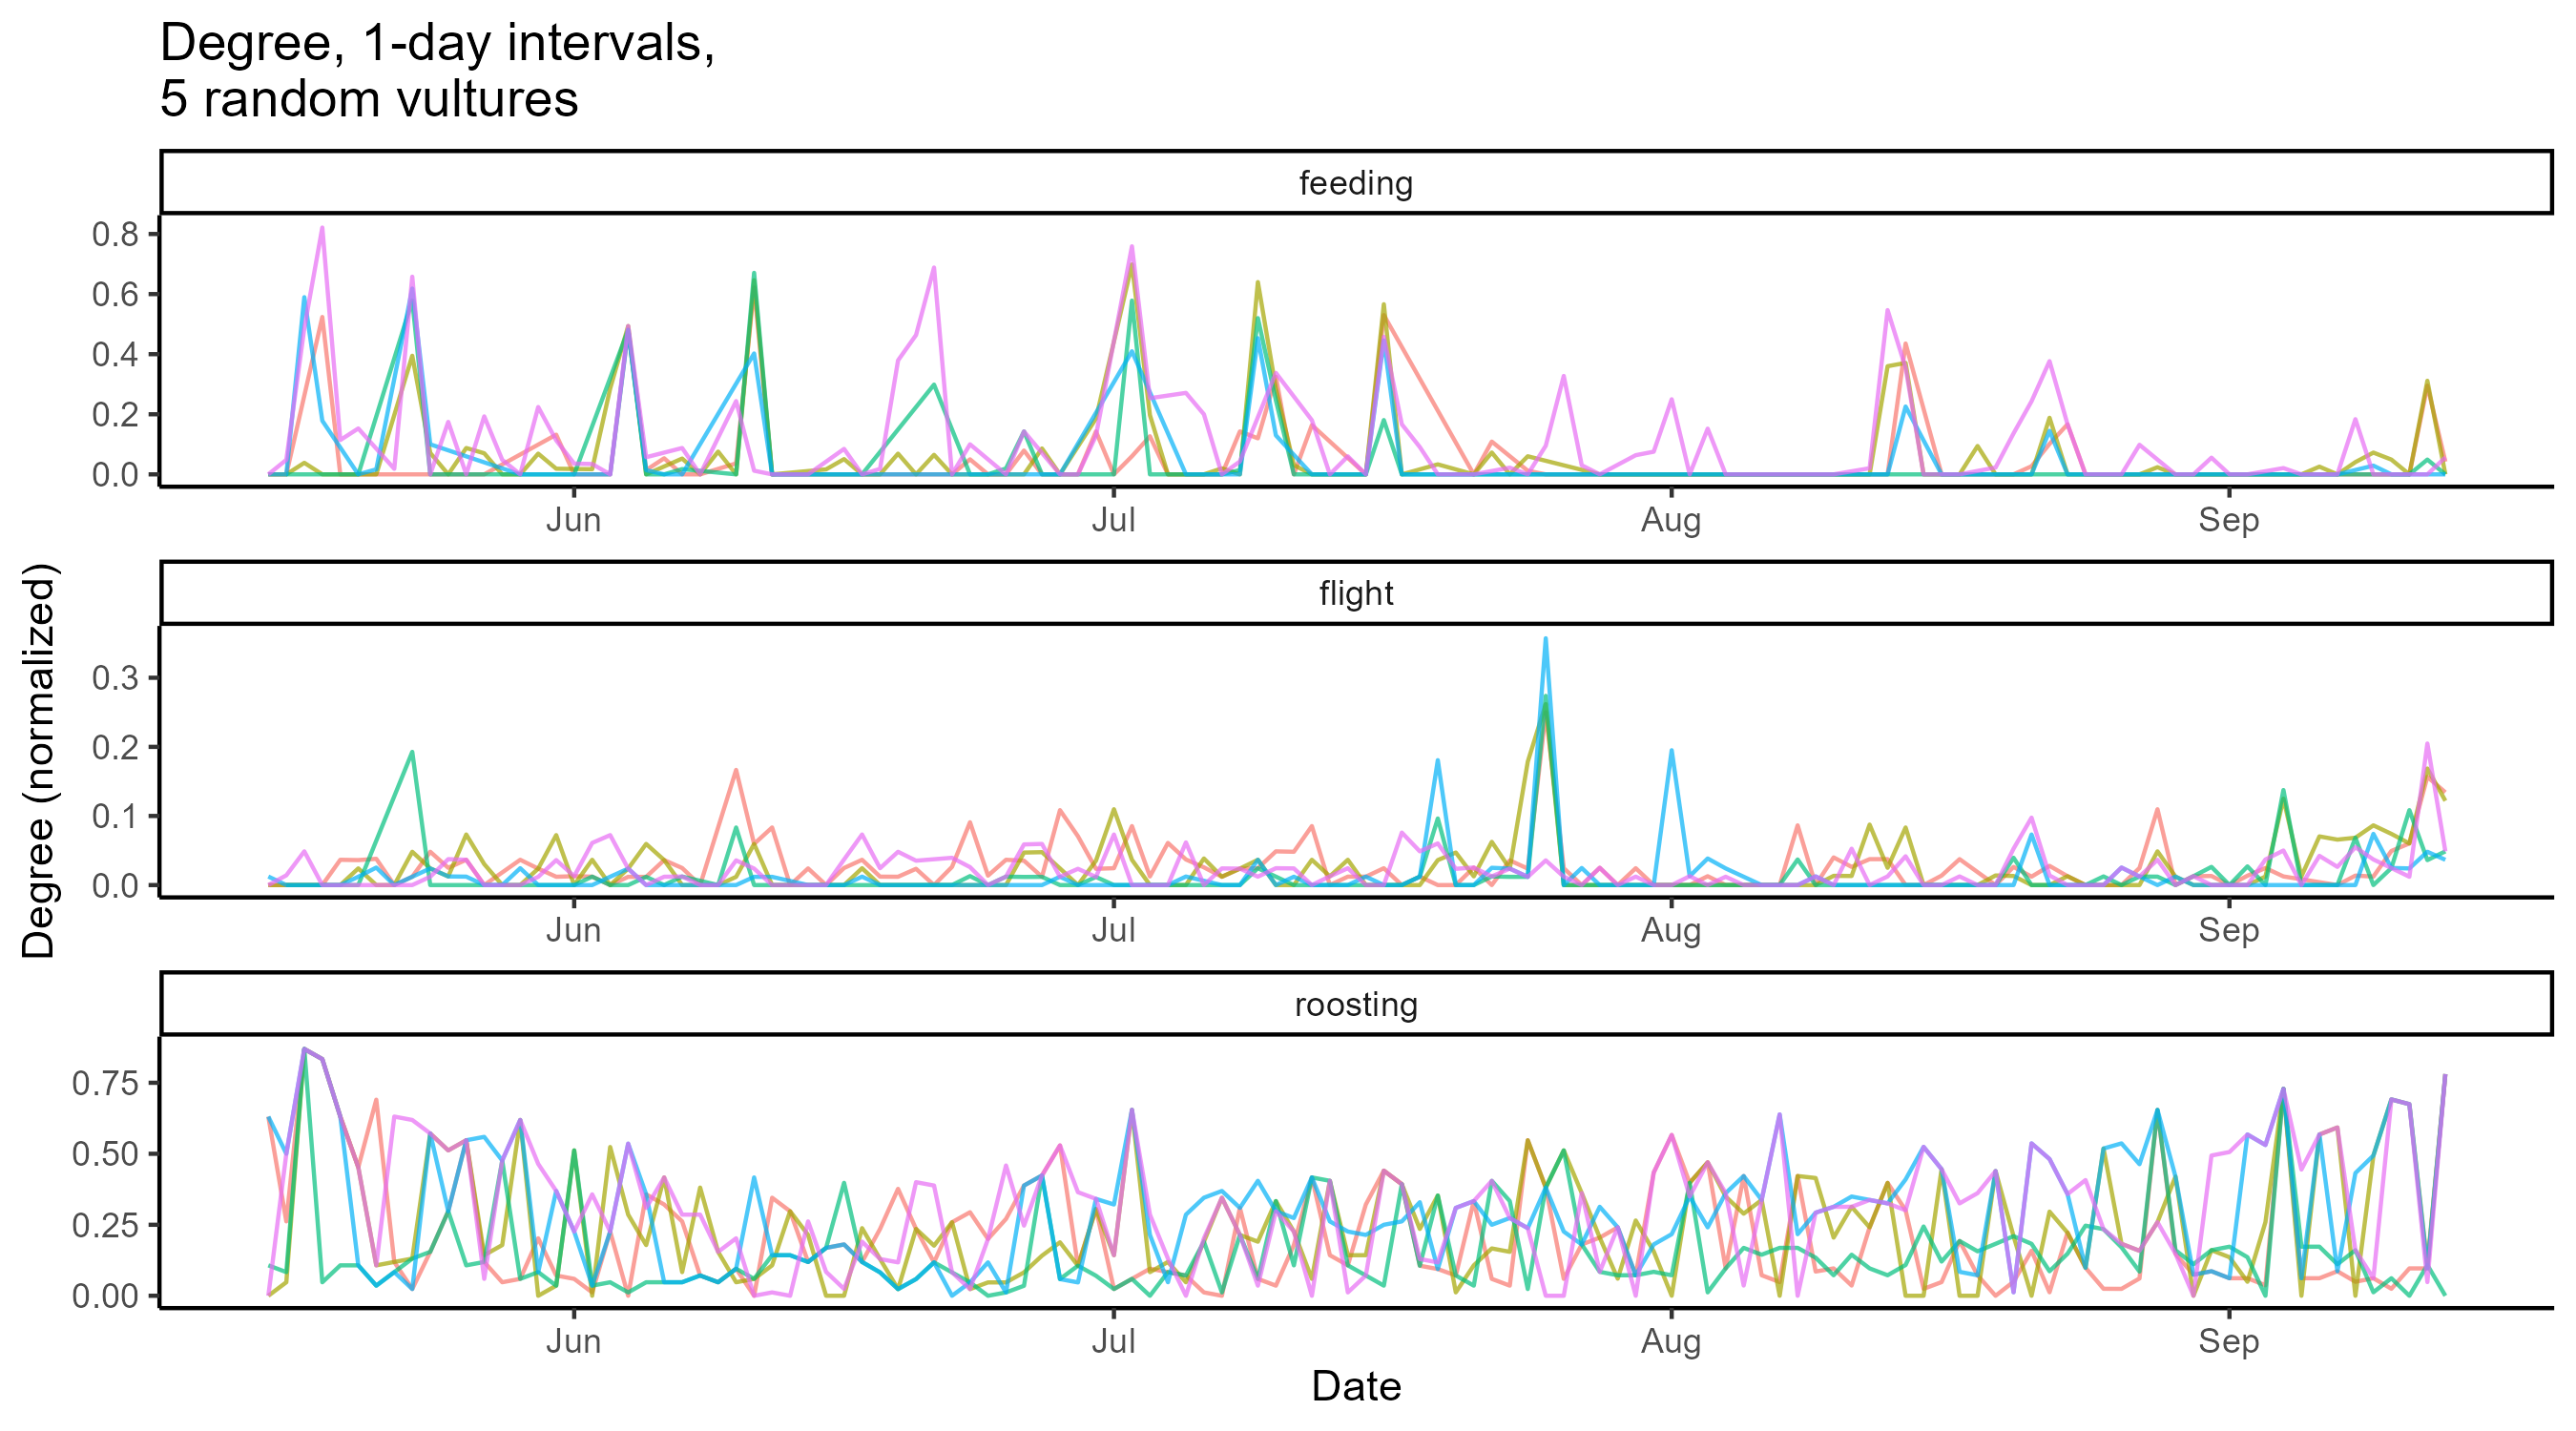 Degree, 1-day intervals,
5 random vultures
feeding
0.8
0.6
0.4
0.2
0.0
Jun Jul Aug Sep
Degree (normalized)
flight
0.3
0.2
0.1
0.0
Jun Jul Aug Sep
roosting
0.75
0.50
0.25
0.00
Jun Jul Aug Sep
Date